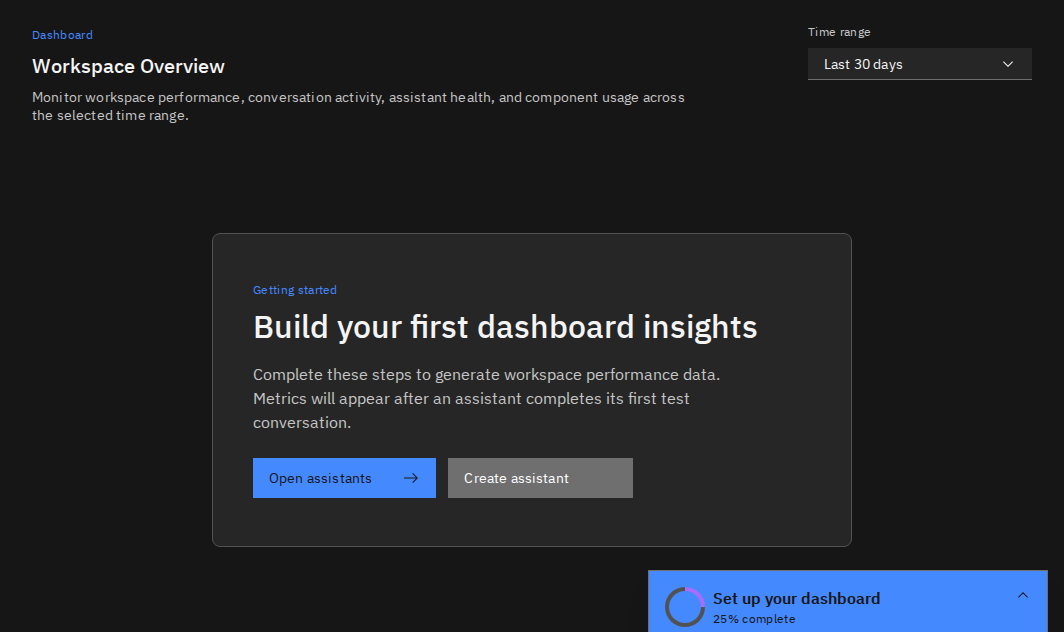 Dashboard
Workspace Overview
Monitor workspace performance, conversation activity, assistant health, and component usage across
the selected time range.
Time range
Last 30 days
Getting started
Build your first dashboard insights
Complete these steps to generate workspace performance data.
Metrics will appear after an assistant completes its first test
conversation.
Open assistants
Create assistant
Set up your dashboard
25% complete